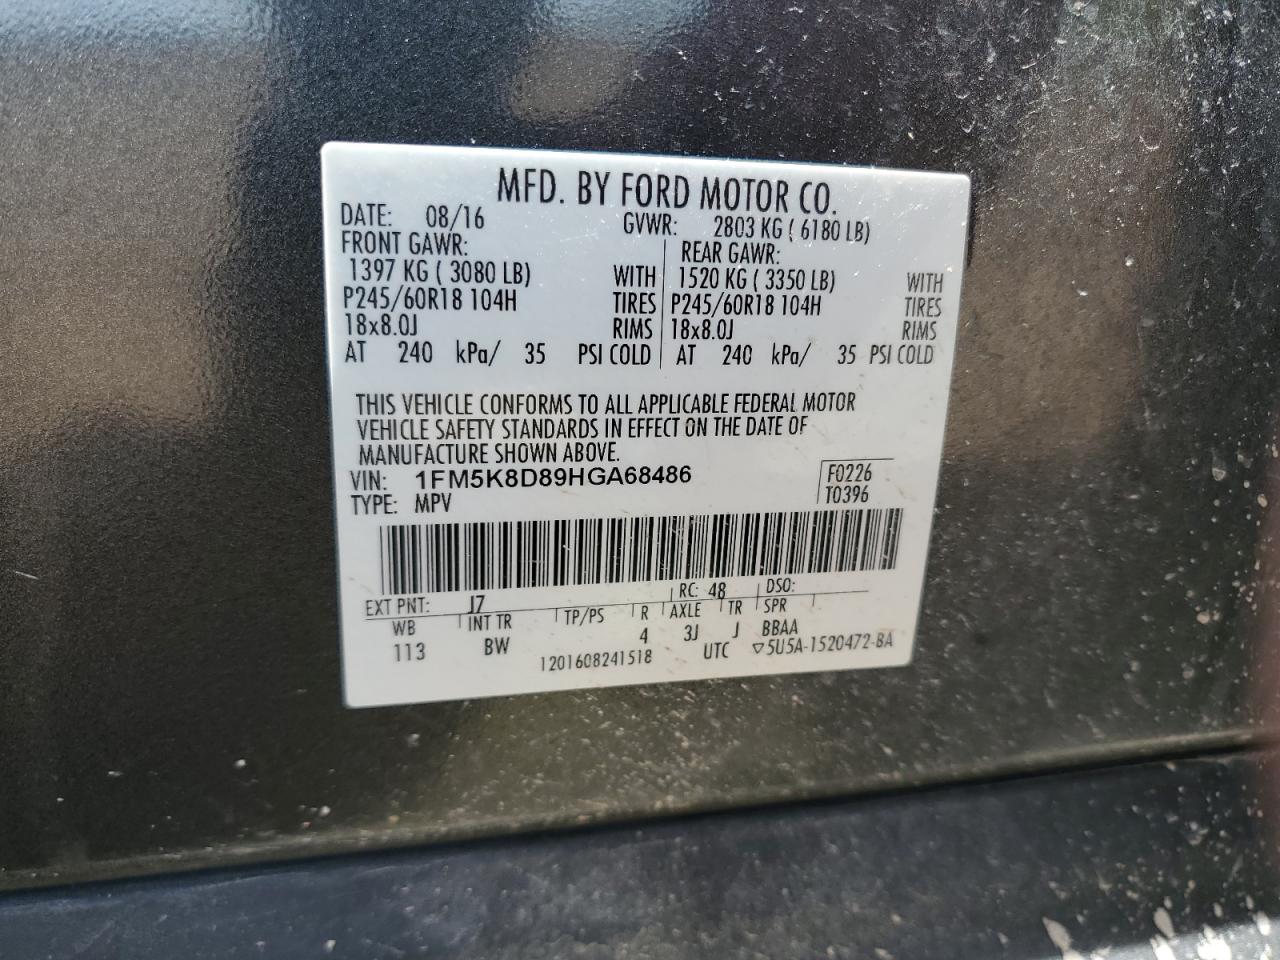 MFD. BY FORD MOTOR CO.
DATE: 08/16 GVWR: 2803 KG ( 6180 LB)
FRONT GAWR: REAR GAWR:
1397 KG ( 3080 LB) WITH 1520 KG ( 3350 LB) WITH
P245/60R18 104H TIRES P245/60R18 104H TIRES
18x8.0J RIMS 18x8.0J RIMS
AT 240 kPa/ 35 PSI COLD AT 240 kPa/ 35 PSI COLD
THIS VEHICLE CONFORMS TO ALL APPLICABLE FEDERAL MOTOR
VEHICLE SAFETY STANDARDS IN EFFECT ON THE DATE OF
MANUFACTURE SHOWN ABOVE.
VIN: 1FM5K8D89HGA68486 F0226
TYPE: MPV T0396
EXT PNT: J7 RC: 48 DSO:
WB INT TR TP/PS R AXLE TR SPR
113 BW 4 3J J BBAA
1201608241518 UTC ▽5U5A-1520472-BA